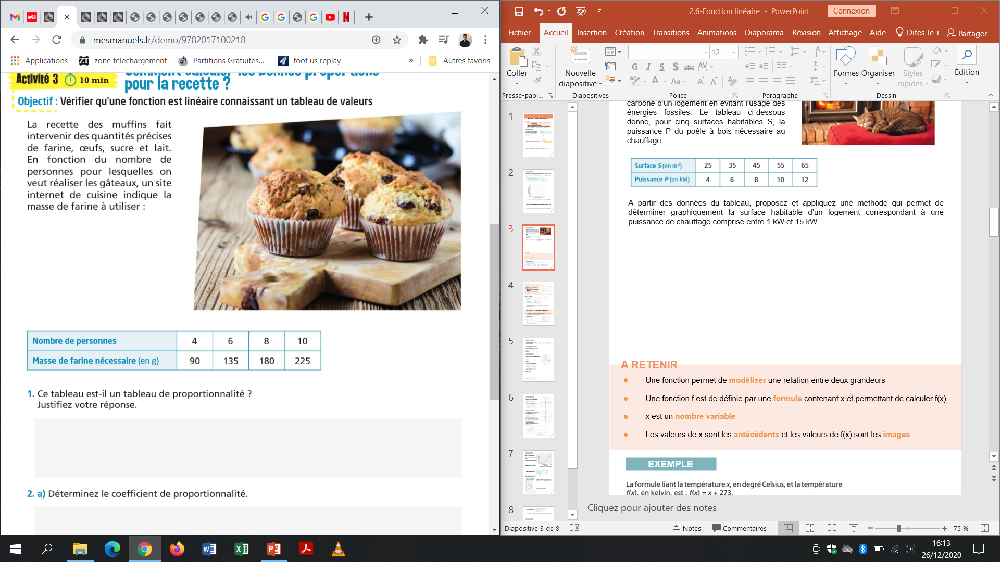 mesmanuels.fr/demo/9782017100218
Applications
zone telechargement
Partitions Gratuites...
foot us replay
»
Autres favoris
Activité 3
10 min
pour la recette ?
Objectif : Vérifier qu'une fonction est linéaire connaissant un tableau de valeurs
La recette des muffins fait
intervenir des quantités précises
de farine, œufs, sucre et lait.
En fonction du nombre de
personnes pour lesquelles on
veut réaliser les gâteaux, un site
internet de cuisine indique la
masse de farine à utiliser :
Nombre de personnes 4 6 8 10
Masse de farine nécessaire (en g) 90 135 180 225
1. Ce tableau est-il un tableau de proportionnalité ?
Justifiez votre réponse.
2. a) Déterminez le coefficient de proportionnalité.
2.6-Fonction linéaire - PowerPoint
Connexion
Fichier Accueil Insertion Création Transitions Animations Diaporama Révision Affichage Aide Dites-le-r Partager
Coller
Nouvelle
diapositive
12
G I S S abc AV
A Aa A A
Formes Organiser Styles
rapides
Édition
Presse-papi... Diapositives Police Paragraphe Dessin
1
2
3
4
5
6
7
8
carbone d'un logement en évitant l'usage des
énergies fossiles. Le tableau ci-dessous
donne, pour cinq surfaces habitables S, la
puissance P du poêle à bois nécessaire au
chauffage.
Surface S (en m²) 25 35 45 55 65
Puissance P (en kW) 4 6 8 10 12
A partir des données du tableau, proposez et appliquez une méthode qui permet de
déterminer graphiquement la surface habitable d'un logement correspondant à une
puissance de chauffage comprise entre 1 kW et 15 kW.
A RETENIR
• Une fonction permet de modéliser une relation entre deux grandeurs
• Une fonction f est de définie par une formule contenant x et permettant de calculer f(x)
• x est un nombre variable
• Les valeurs de x sont les antécédents et les valeurs de f(x) sont les images.
EXEMPLE
La formule liant la température x, en degré Celsius, et la température
f(x), en kelvin, est : f(x) = x + 273.
Cliquez pour ajouter des notes
Diapositive 3 de 8
Notes
Commentaires
75 %
16:13
26/12/2020